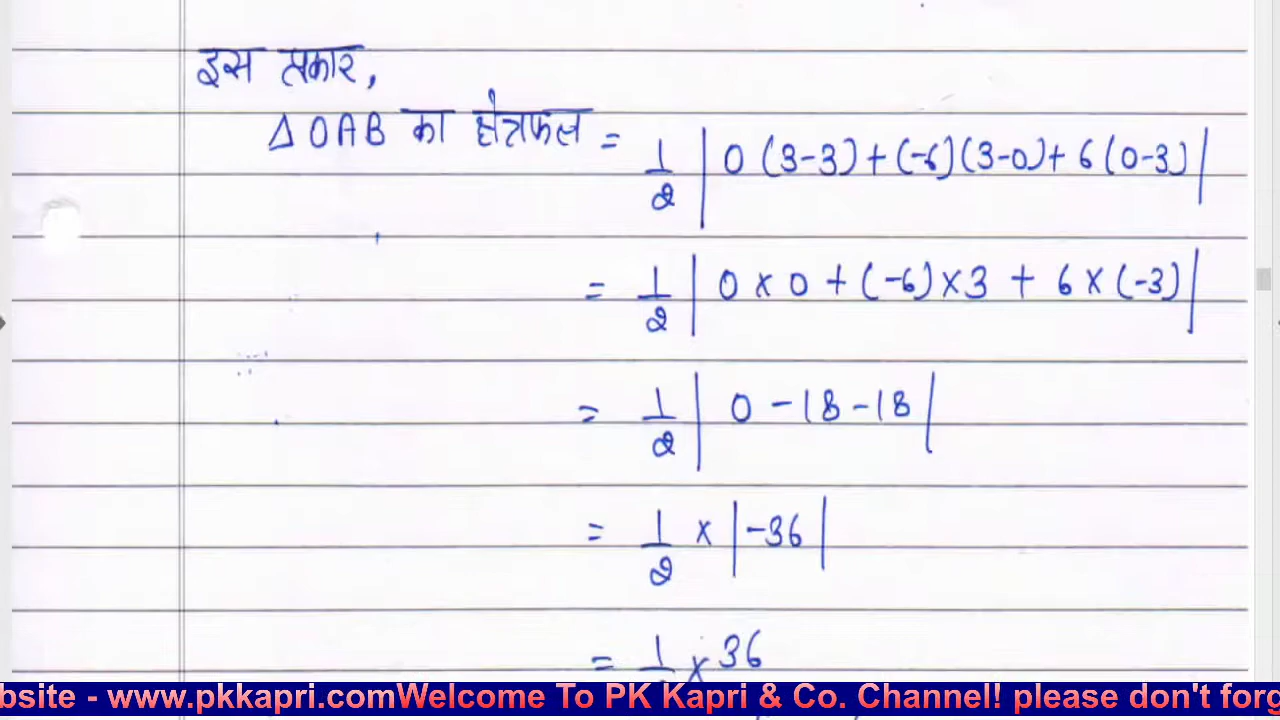 इस प्रकार,
ΔOAB का क्षेत्रफल = 1/2 | 0 (3-3) + (-6)(3-0) + 6 (0-3) |
= 1/2 | 0 × 0 + (-6) × 3 + 6 × (-3) |
= 1/2 | 0 - 18 - 18 |
= 1/2 × | -36 |
= 1/ × 36
bsite - www.pkkapri.comWelcome To PK Kapri & Co. Channel! please don't forg